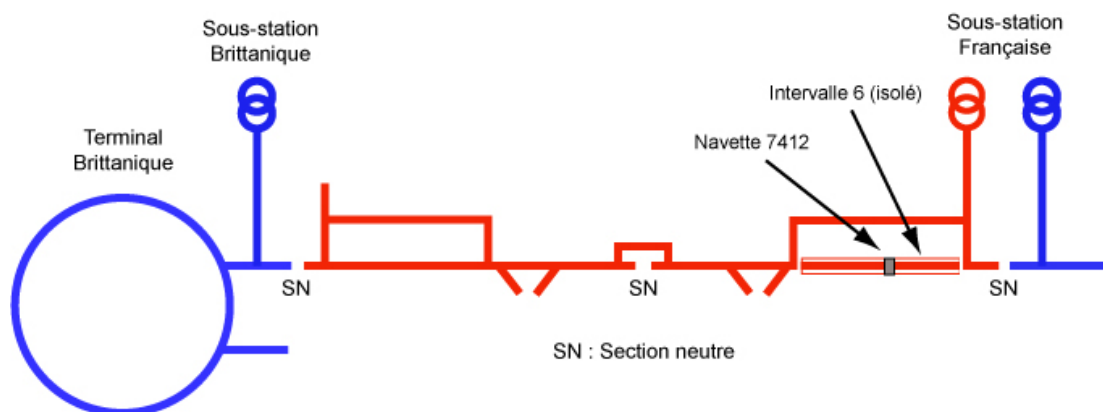 Sous-station
Brittanique
Sous-station
Française
Intervalle 6 (isolé)
Terminal
Brittanique
Navette 7412
SN
SN
SN
SN : Section neutre